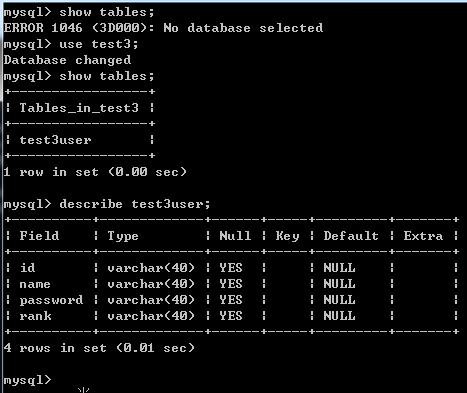 mysql> show tables;
ERROR 1046 (3D000): No database selected
mysql> use test3;
Database changed
mysql> show tables;
+-----------------+
| Tables_in_test3 |
+-----------------+
| test3user       |
+-----------------+
1 row in set (0.00 sec)
mysql> describe test3user;
+----------+-------------+------+-----+---------+-------+
| Field    | Type        | Null | Key | Default | Extra |
+----------+-------------+------+-----+---------+-------+
| id       | varchar(40) | YES  |     | NULL    |       |
| name     | varchar(40) | YES  |     | NULL    |       |
| password | varchar(40) | YES  |     | NULL    |       |
| rank     | varchar(40) | YES  |     | NULL    |       |
+----------+-------------+------+-----+---------+-------+
4 rows in set (0.01 sec)
mysql>